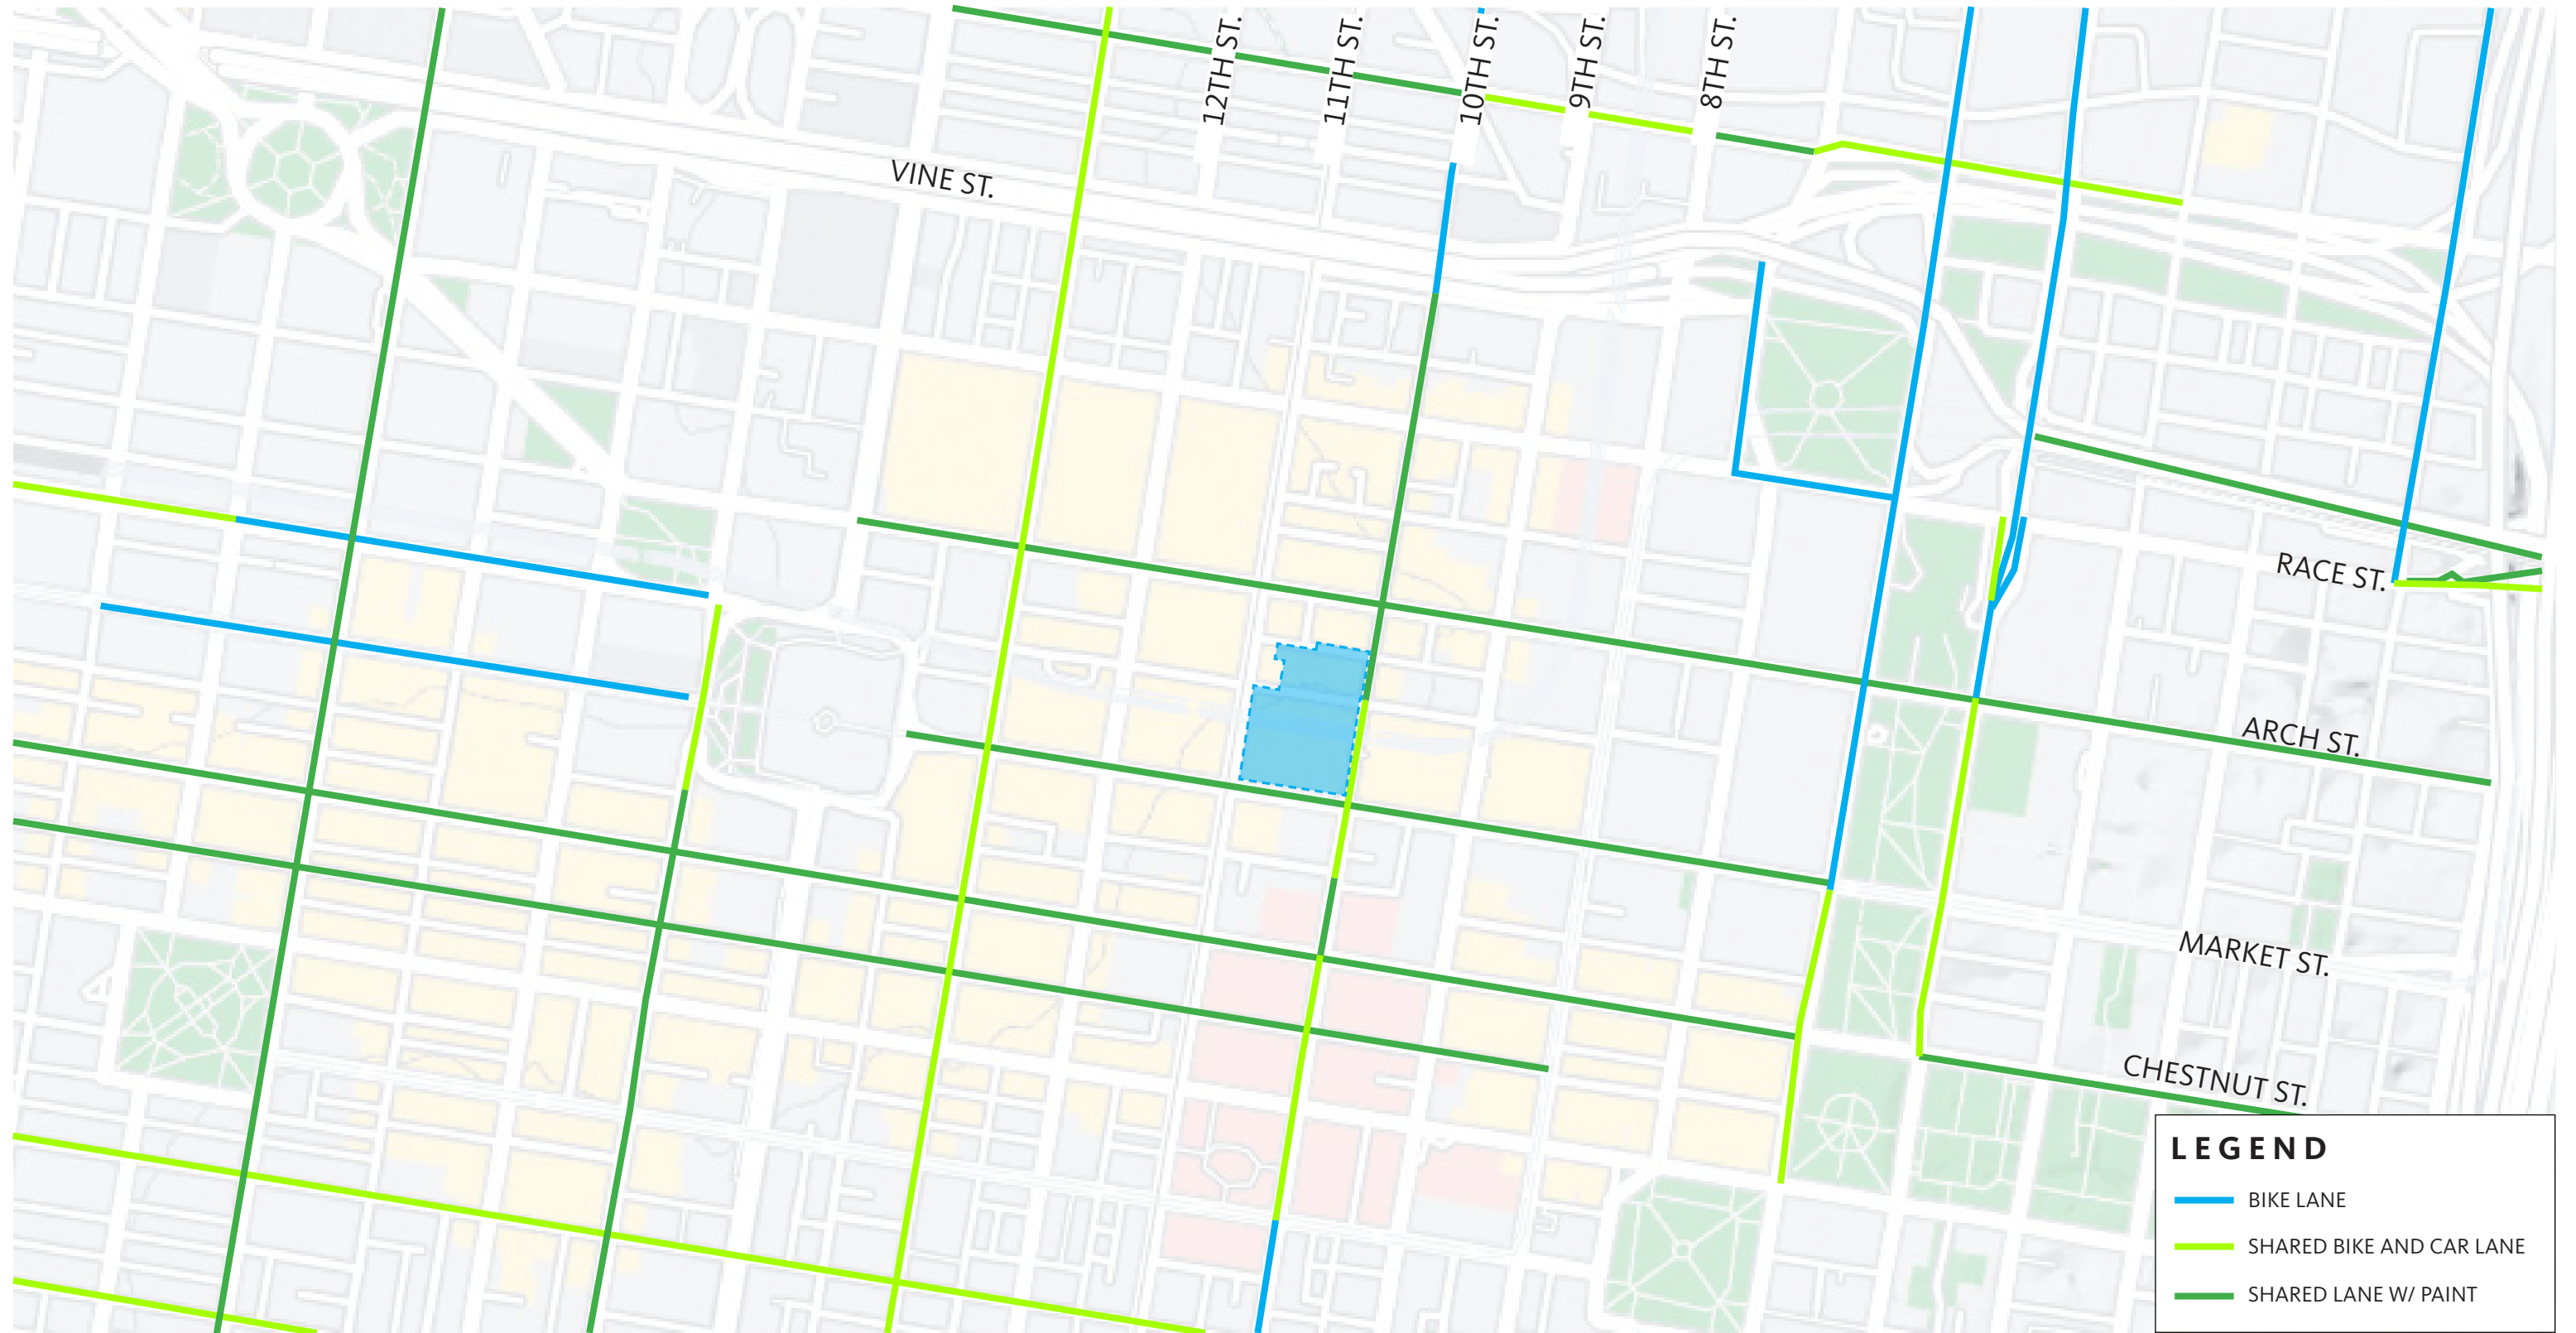 12TH ST.
11TH ST.
10TH ST.
9TH ST.
8TH ST.
VINE ST.
RACE ST.
ARCH ST.
MARKET ST.
CHESTNUT ST.
LEGEND
BIKE LANE
SHARED BIKE AND CAR LANE
SHARED LANE W/ PAINT